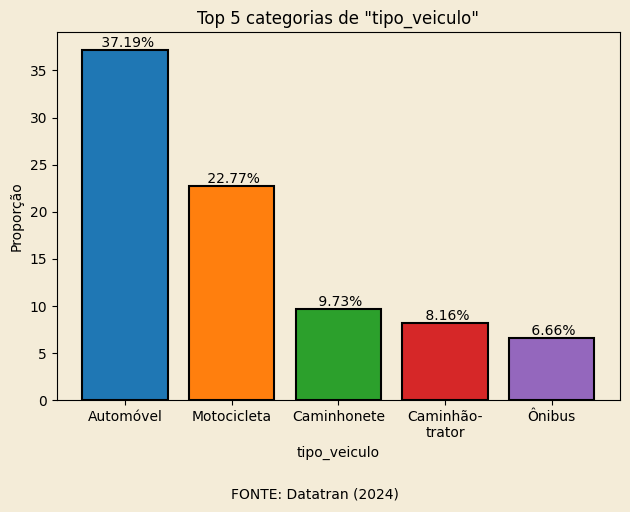 Top 5 categorias de "tipo_veiculo"
37.19%
22.77%
9.73%
8.16%
6.66%
Proporção
35
30
25
20
15
10
5
0
Automóvel
Motocicleta
Caminhonete
Caminhão-
trator
Ônibus
tipo_veiculo
FONTE: Datatran (2024)